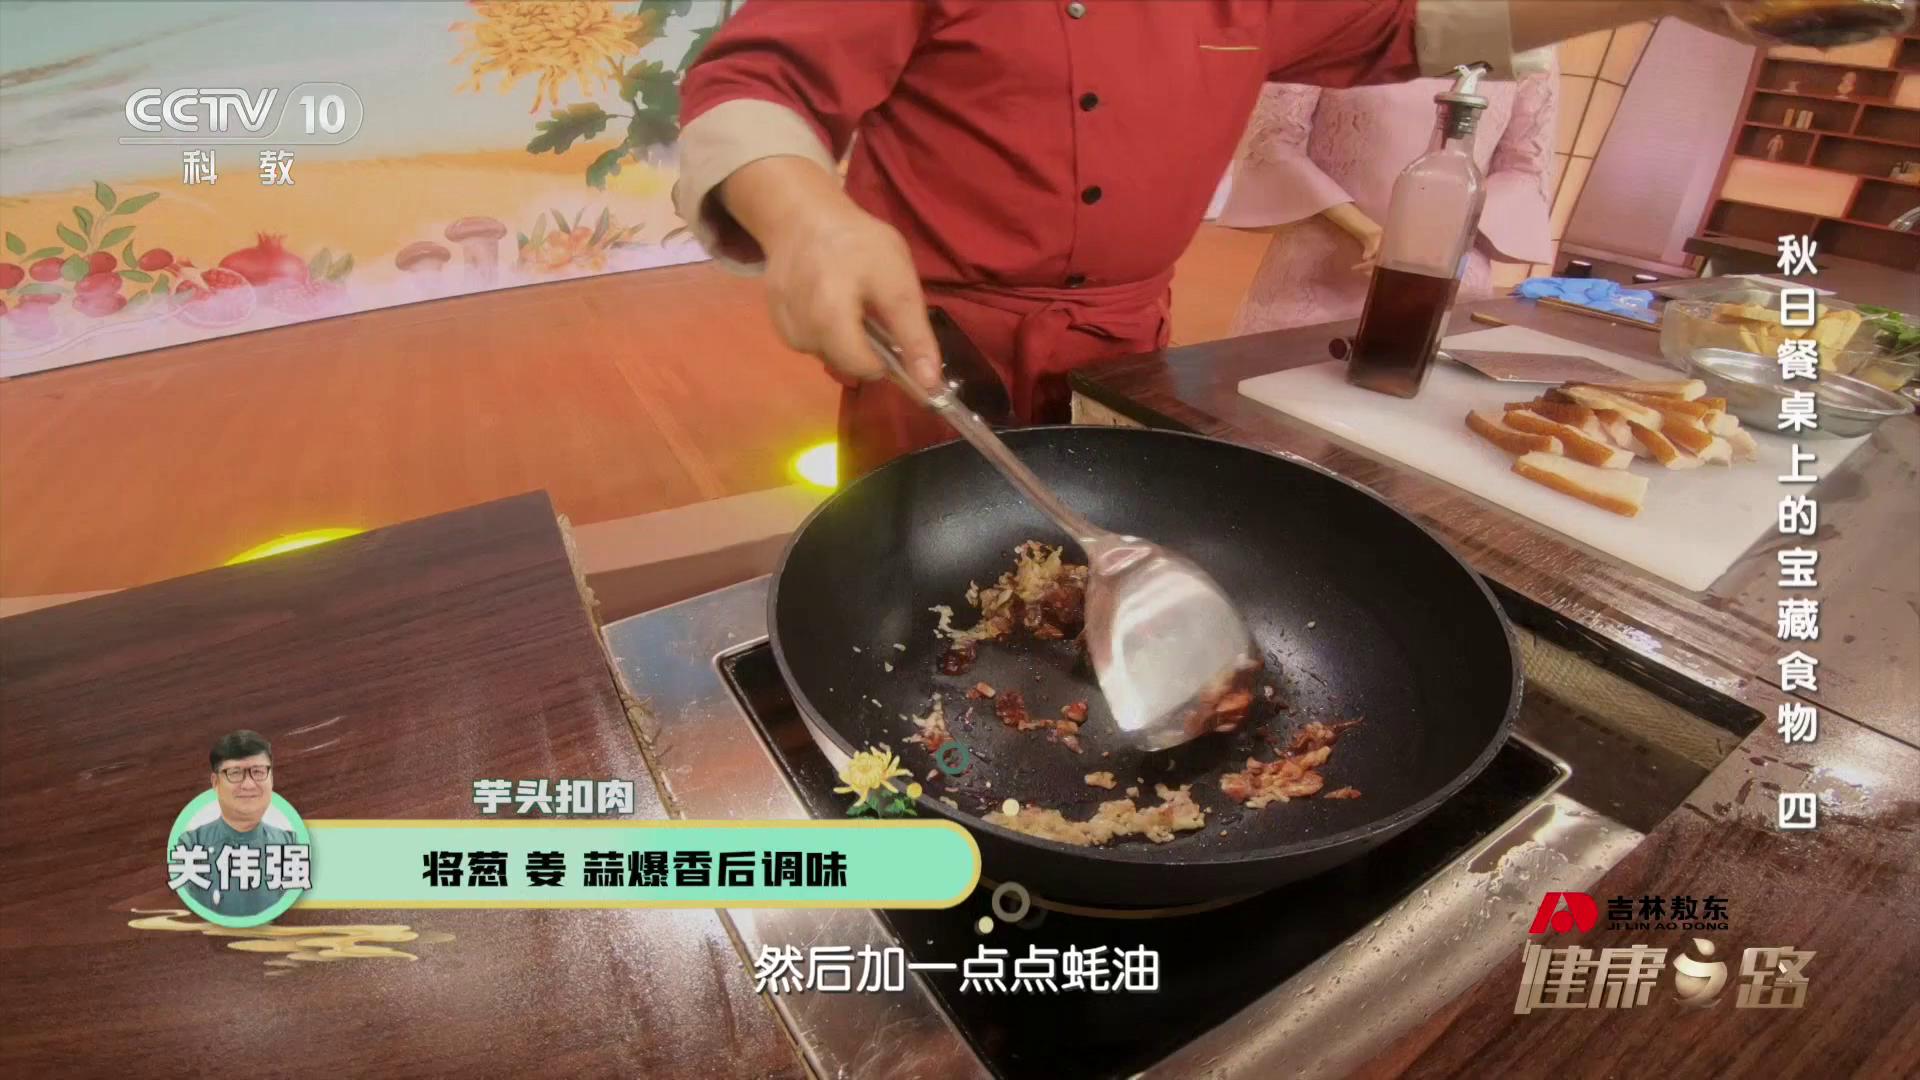 CCTV 10
科教
秋日餐桌上的宝藏食物 四
芋头扣肉
关伟强
将葱 姜 蒜爆香后调味
然后加一点点蚝油
吉林敖东
JI LIN AO DONG
健康之路